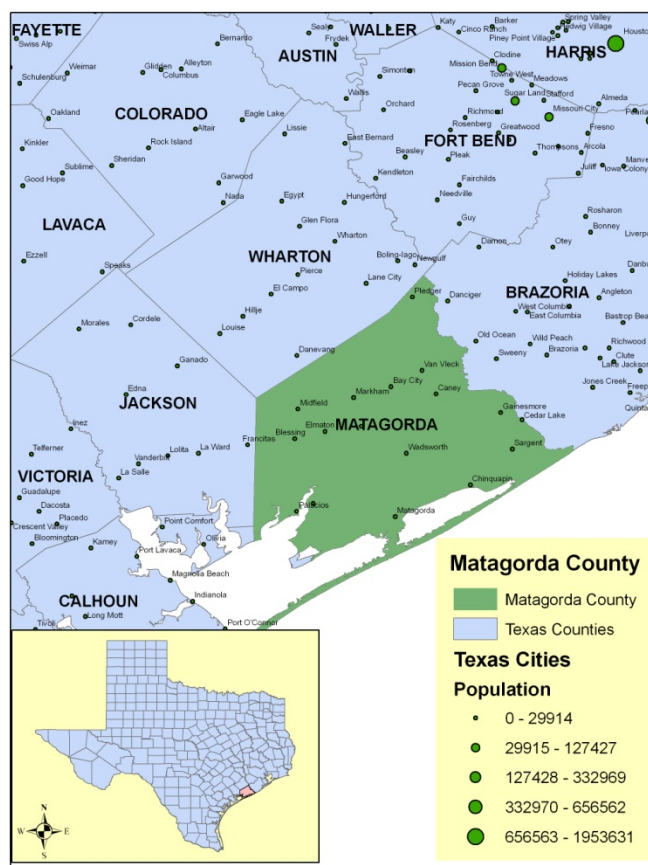 FAYETTE
Swiss Alp
Schulenburg
Weimar
Bernardo
Sealy
Frydek
AUSTIN
WALLER
Katy
Cinco Ranch
Barker
Spring Valley
Hedwig Village
Piney Point Village
Houston
HARRIS
Clodine
Mission Bend
Towne West
Meadows
Pecan Grove
Sugar Land
Stafford
Missouri City
Almeda
Pearla
Glidden
Alleyton
Columbus
COLORADO
Simonton
Wallis
Orchard
Richmond
Rosenberg
Greatwood
FORT BEND
Thompsons
Fresno
Arcola
Juliff
Iowa Colony
Manve
Oakland
Kinkler
Rock Island
Altair
Eagle Lake
Lissie
East Bernard
Beasley
Pleak
Kendleton
Fairchilds
Needville
Sublime
Sheridan
Good Hope
Garwood
Nada
Egypt
Hungerford
Guy
Rosharon
Bonney
Liverpo
LAVACA
Glen Flora
Wharton
WHARTON
Ezzell
Speaks
Pierce
El Campo
Boling-Iago
Newgulf
Lane City
Damon
Otey
Danbu
Holiday Lakes
BRAZORIA
Angleton
Pledger
Danciger
West Columbia
East Columbia
Bastrop Bea
Hillje
Louise
Morales
Cordele
Old Ocean
Wild Peach
Brazoria
Richwood
Clute
Sweeny
Lake Jackson
Jones Creek
Freep
Quinta
Ganado
Danevang
Van Vleck
Bay City
Markham
Caney
Edna
JACKSON
Midfield
MATAGORDA
Gainesmore
Cedar Lake
Inez
Telferner
Vanderbilt
Lolita
La Ward
Francitas
Blessing
Elmaton
Wadsworth
Sargent
La Salle
VICTORIA
Guadalupe
Dacosta
Placedo
Crescent Valley
Bloomington
Kamey
Point Comfort
Olivia
Port Lavaca
Palacios
Chinquapin
Matagorda
Magnolia Beach
CALHOUN
Indianola
Long Mott
Tivoli
Port O'Connor
Matagorda County
Matagorda County
Texas Counties
Texas Cities
Population
0 - 29914
29915 - 127427
127428 - 332969
332970 - 656562
656563 - 1953631
N
W
E
S